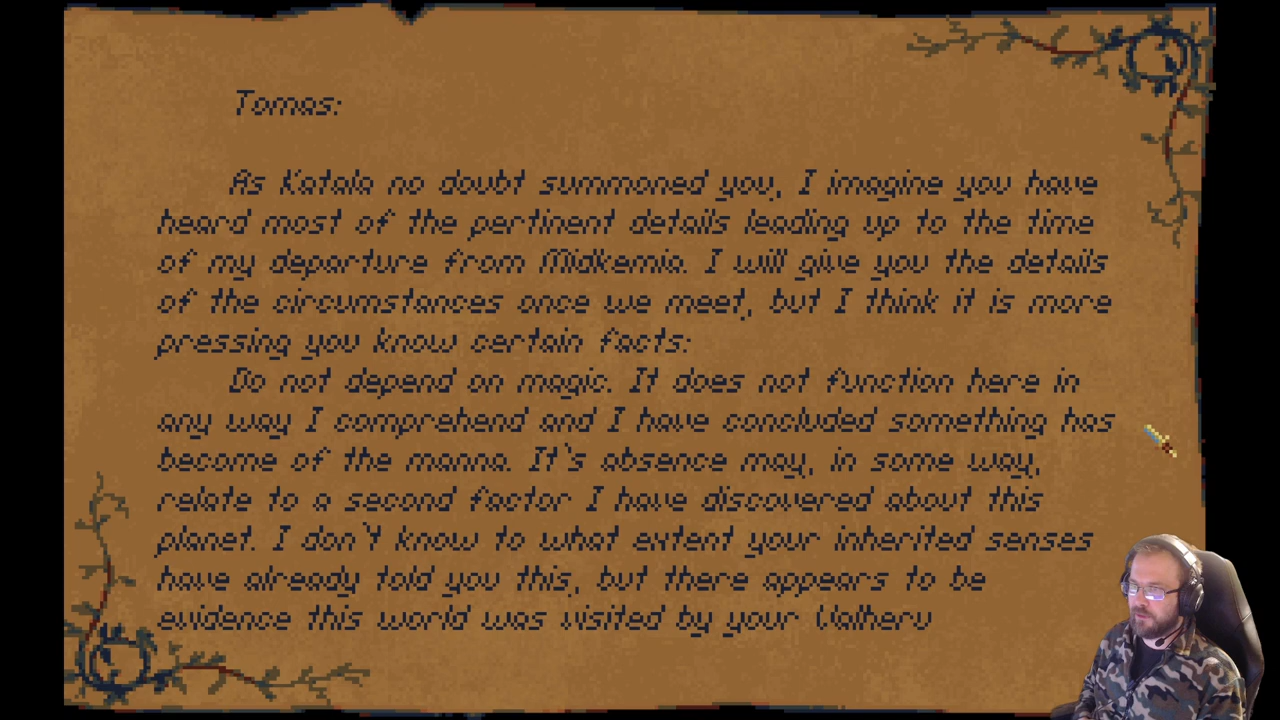 Tomas:
As Katala no doubt summoned you, I imagine you have
heard most of the pertinent details leading up to the time
of my departure from Midkemia. I will give you the details
of the circumstances once we meet, but I think it is more
pressing you know certain facts:
Do not depend on magic. It does not function here in
any way I comprehend and I have concluded something has
become of the manna. It's absence may, in some way,
relate to a second factor I have discovered about this
planet. I don't know to what extent your inherited senses
have already told you this, but there appears to be
evidence this world was visited by your Valheru